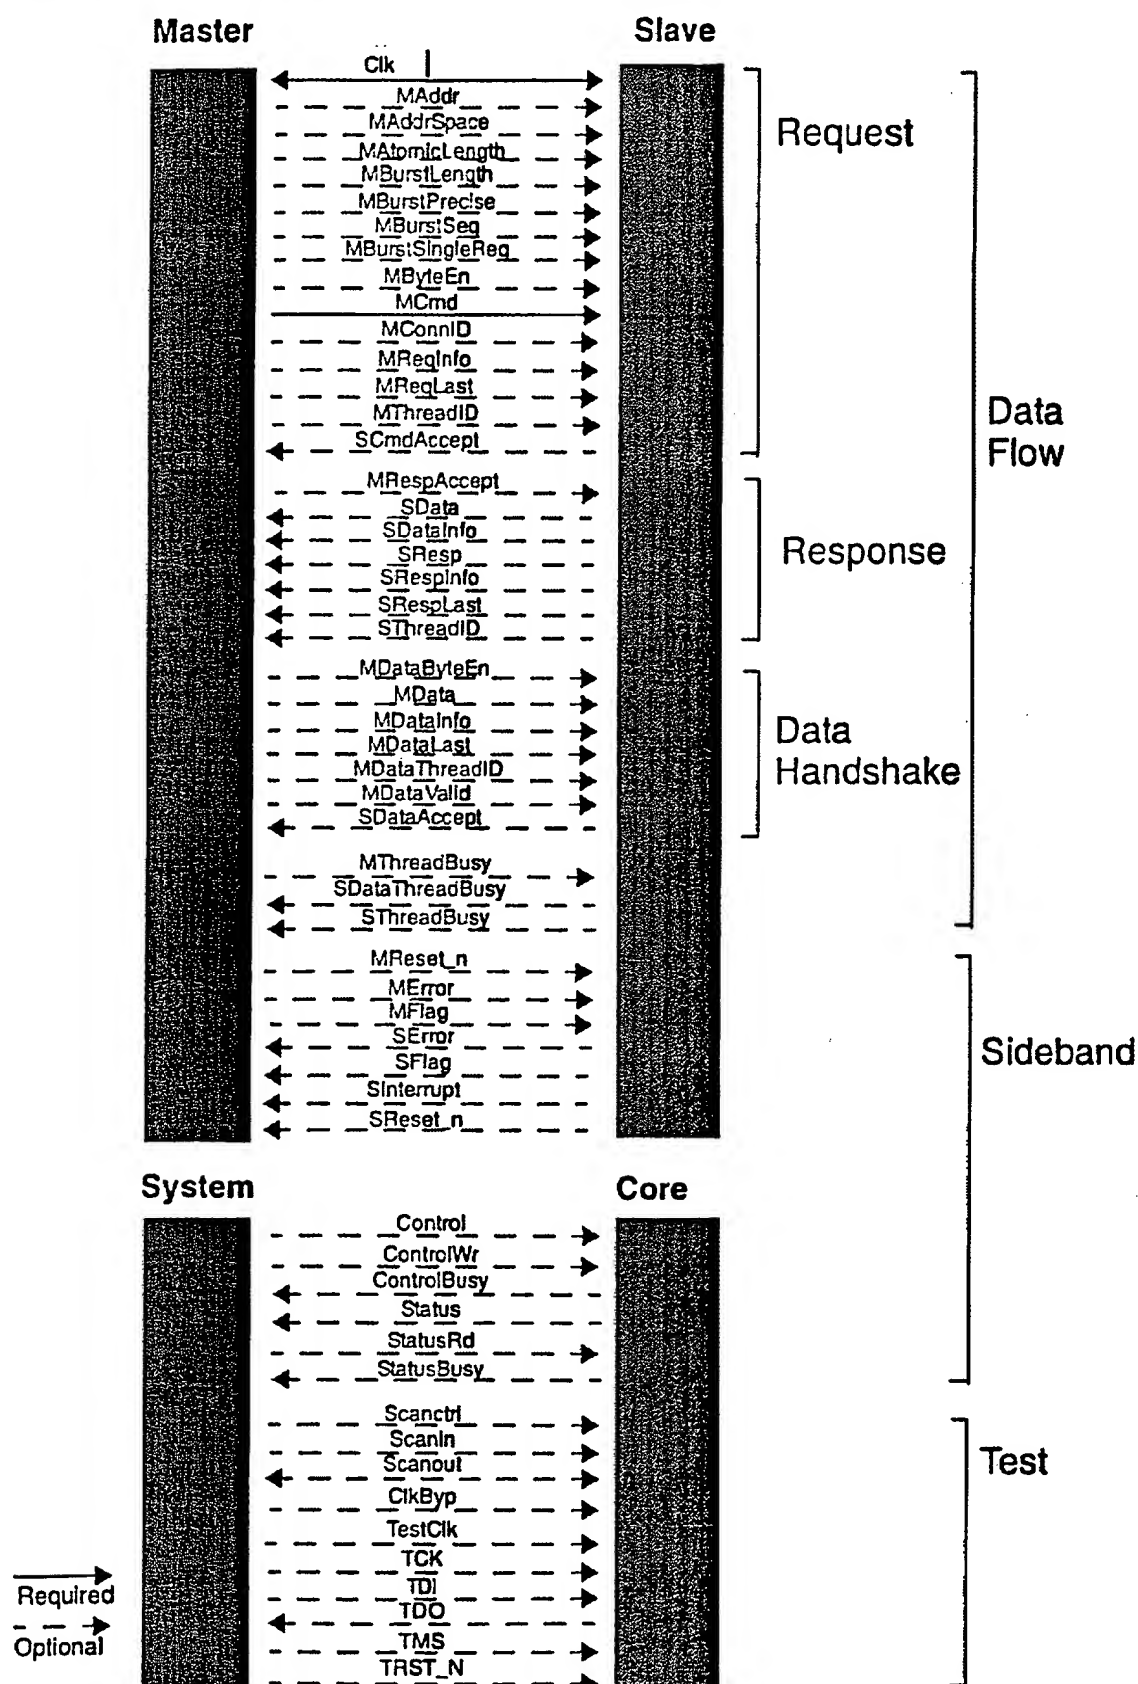 Master
Slave
Clk
MAddr
MAddrSpace
MAtomicLength
MBurstLength
MBurstPrecise
MBurstSeq
MBurstSingleReq
MByteEn
MCmd
MConnID
MReqInfo
MReqLast
MThreadID
SCmdAccept
Request
MRespAccept
SData
SDataInfo
SResp
SRespInfo
SRespLast
SThreadID
Response
MDataByteEn
MData
MDataInfo
MDataLast
MDataThreadID
MDataValid
SDataAccept
Data
Handshake
MThreadBusy
SDataThreadBusy
SThreadBusy
Data
Flow
MReset_n
MError
MFlag
SError
SFlag
SInterrupt
SReset_n
System
Core
Control
ControlWr
ControlBusy
Status
StatusRd
StatusBusy
Sideband
Scanctrl
Scanin
Scanout
ClkByp
TestClk
TCK
TDI
TDO
TMS
TRST_N
Test
Required
Optional